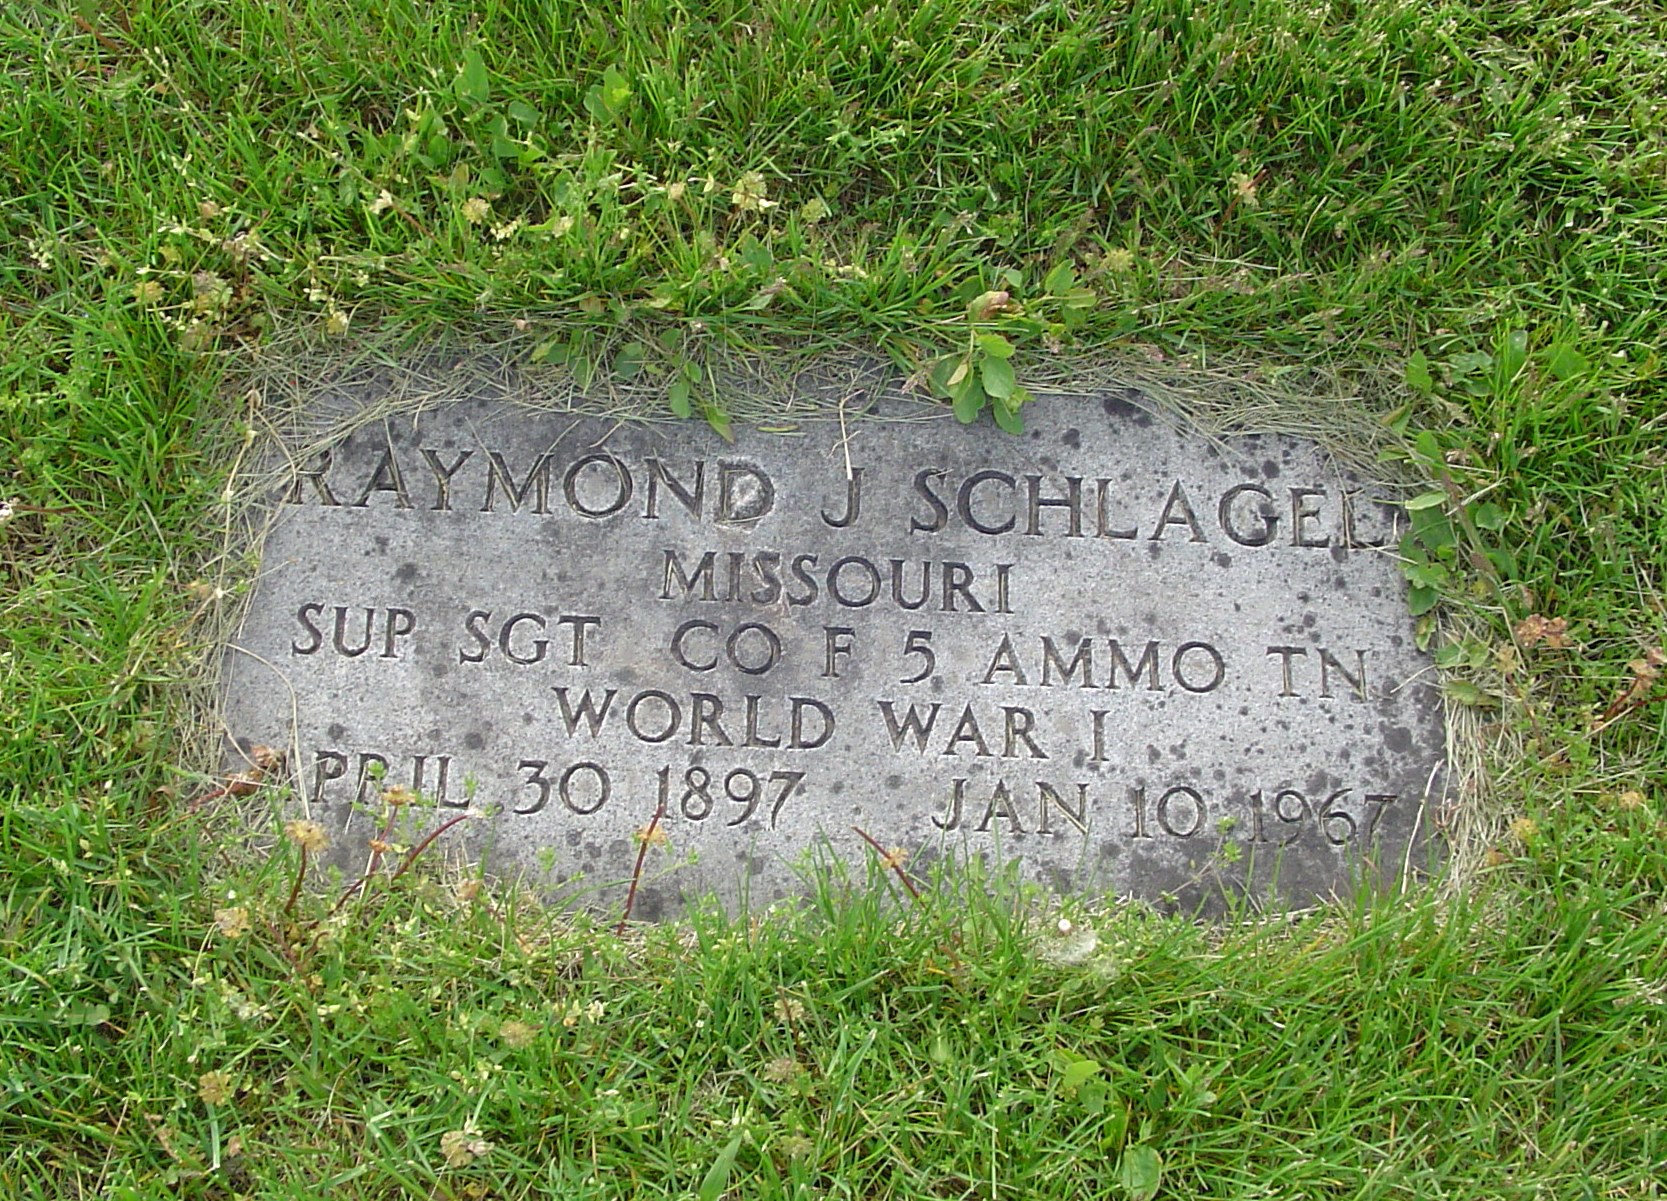 RAYMOND J SCHLAGEL
MISSOURI
SUP SGT CO F 5 AMMO TN
WORLD WAR I
APRIL 30 1897 JAN 10 1967